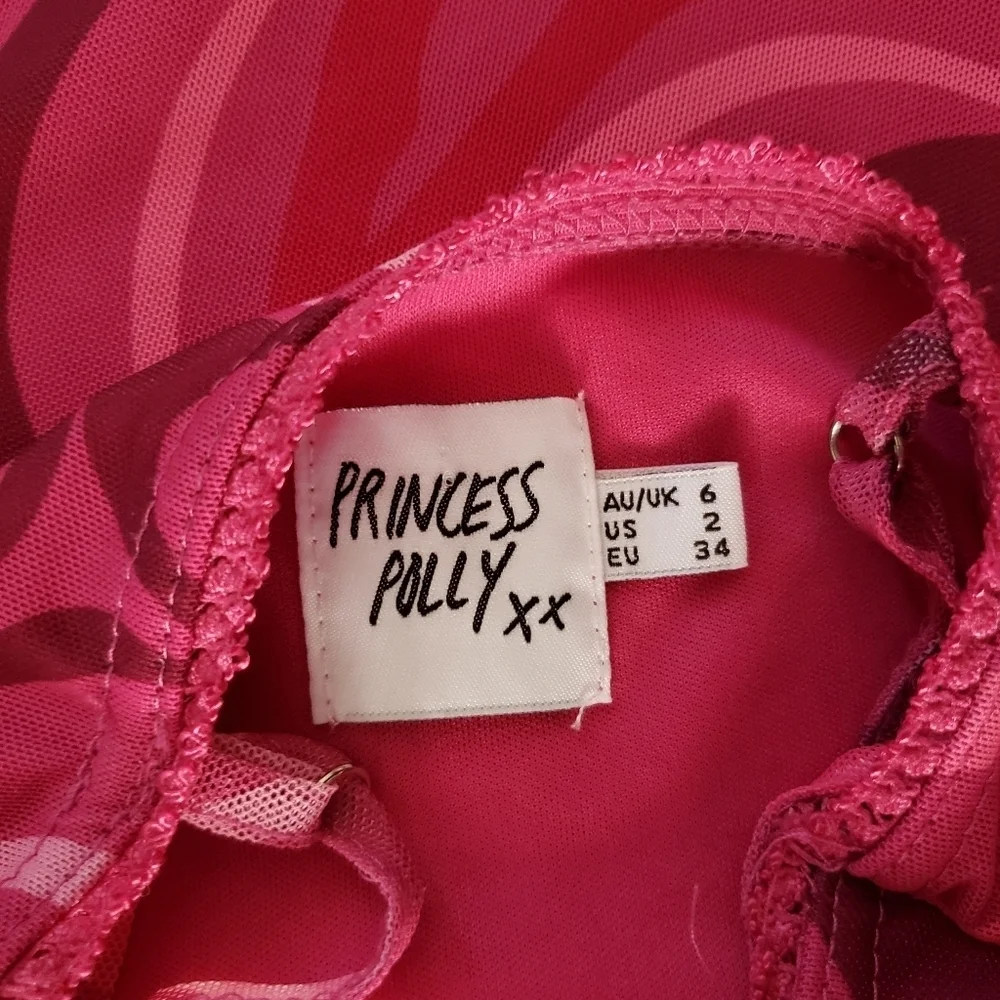 PRINCESS
POLLY xx
AU/UK 6
US 2
EU 34